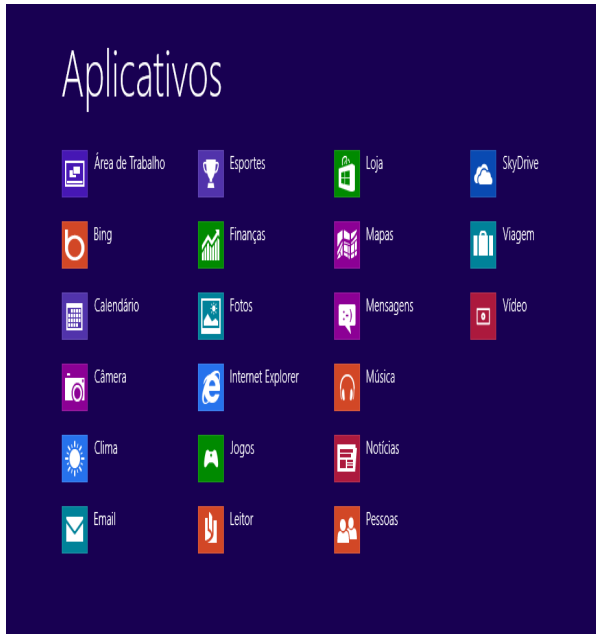 Aplicativos
Área de Trabalho
Bing
Calendário
Câmera
Clima
Email
Esportes
Finanças
Fotos
Internet Explorer
Jogos
Leitor
Loja
Mapas
Mensagens
Música
Notícias
Pessoas
SkyDrive
Viagem
Vídeo